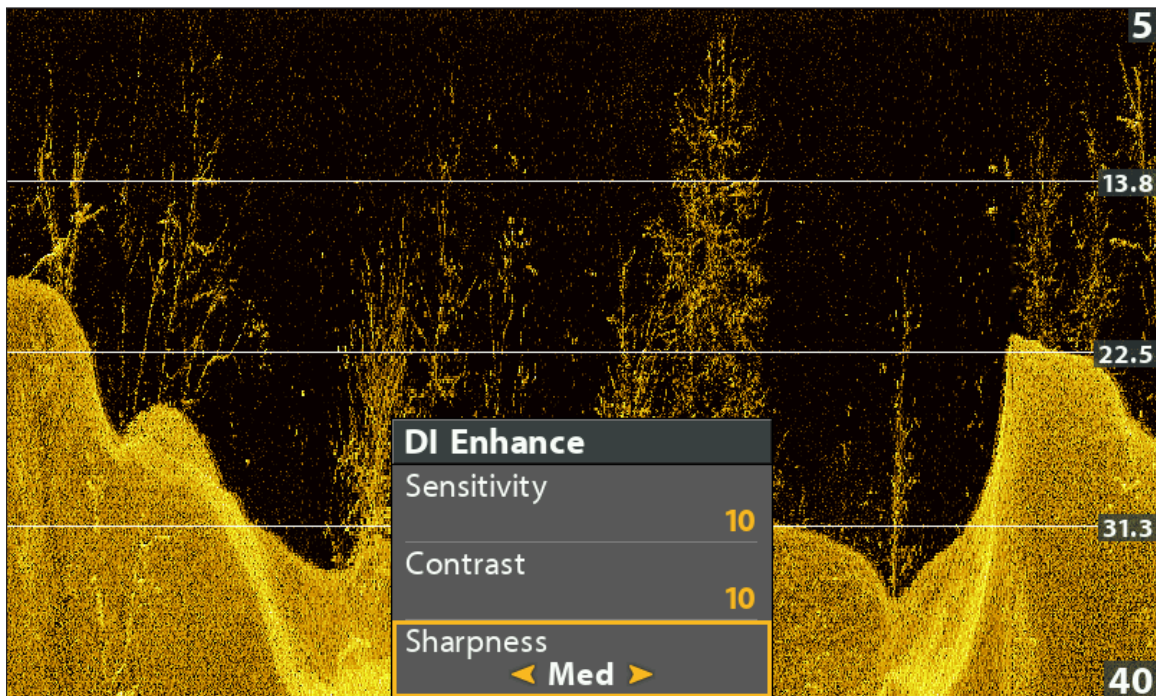 5
13.8
22.5
31.3
40
DI Enhance
Sensitivity
10
Contrast
10
Sharpness
Med